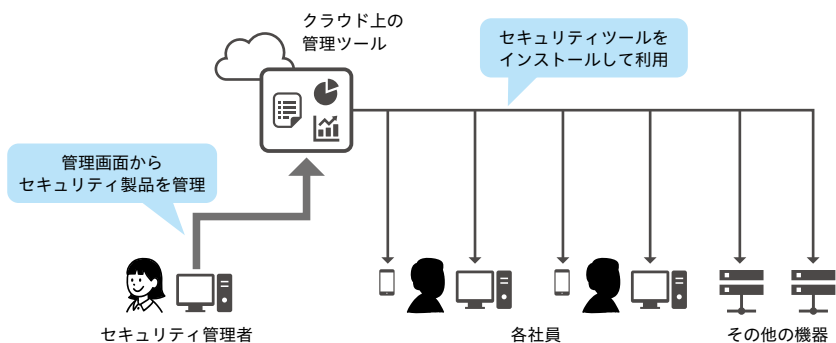 クラウド上の
管理ツール
セキュリティツールを
インストールして利用
管理画面から
セキュリティ製品を管理
セキュリティ管理者
各社員
その他の機器